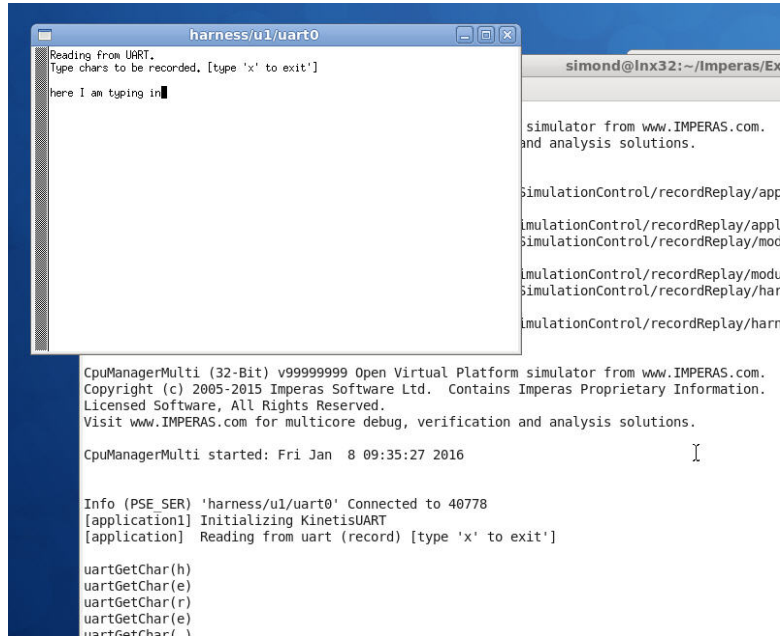 harness/u1/uart0
Reading from UART.
Type chars to be recorded. [type 'x' to exit']
here I am typing in
simond@lnx32:~/Imperas/Ex
simulator from www.IMPERAS.com.
and analysis solutions.
SimulationControl/recordReplay/app
imulationControl/recordReplay/appl
SimulationControl/recordReplay/mod
imulationControl/recordReplay/modu
SimulationControl/recordReplay/har
imulationControl/recordReplay/harn
CpuManagerMulti (32-Bit) v99999999 Open Virtual Platform simulator from www.IMPERAS.com.
Copyright (c) 2005-2015 Imperas Software Ltd.  Contains Imperas Proprietary Information.
Licensed Software, All Rights Reserved.
Visit www.IMPERAS.com for multicore debug, verification and analysis solutions.
CpuManagerMulti started: Fri Jan  8 09:35:27 2016
Info (PSE_SER) 'harness/u1/uart0' Connected to 40778
[application1] Initializing KinetisUART
[application]  Reading from uart (record) [type 'x' to exit']
uartGetChar(h)
uartGetChar(e)
uartGetChar(r)
uartGetChar(e)
uartGetChar( )